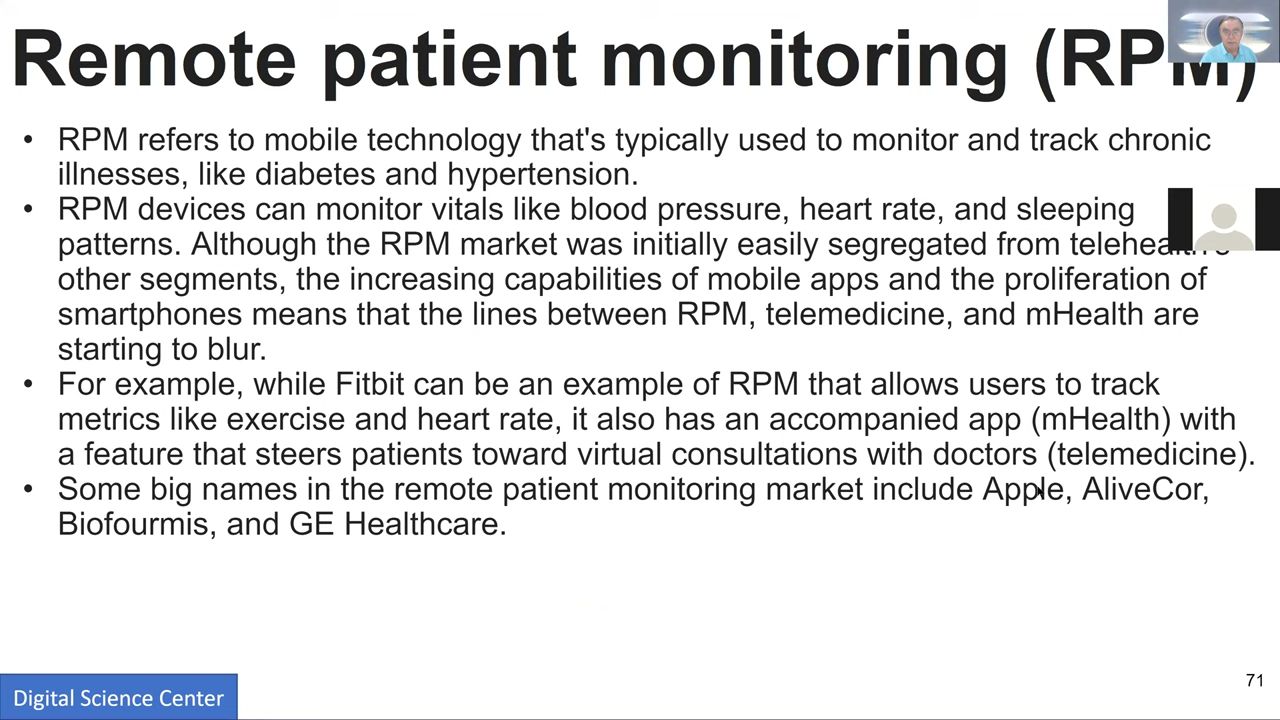 Remote patient monitoring (RPM)
• RPM refers to mobile technology that's typically used to monitor and track chronic
illnesses, like diabetes and hypertension.
• RPM devices can monitor vitals like blood pressure, heart rate, and sleeping
patterns. Although the RPM market was initially easily segregated from telehealth's
other segments, the increasing capabilities of mobile apps and the proliferation of
smartphones means that the lines between RPM, telemedicine, and mHealth are
starting to blur.
• For example, while Fitbit can be an example of RPM that allows users to track
metrics like exercise and heart rate, it also has an accompanied app (mHealth) with
a feature that steers patients toward virtual consultations with doctors (telemedicine).
• Some big names in the remote patient monitoring market include Apple, AliveCor,
Biofourmis, and GE Healthcare.
Digital Science Center
71